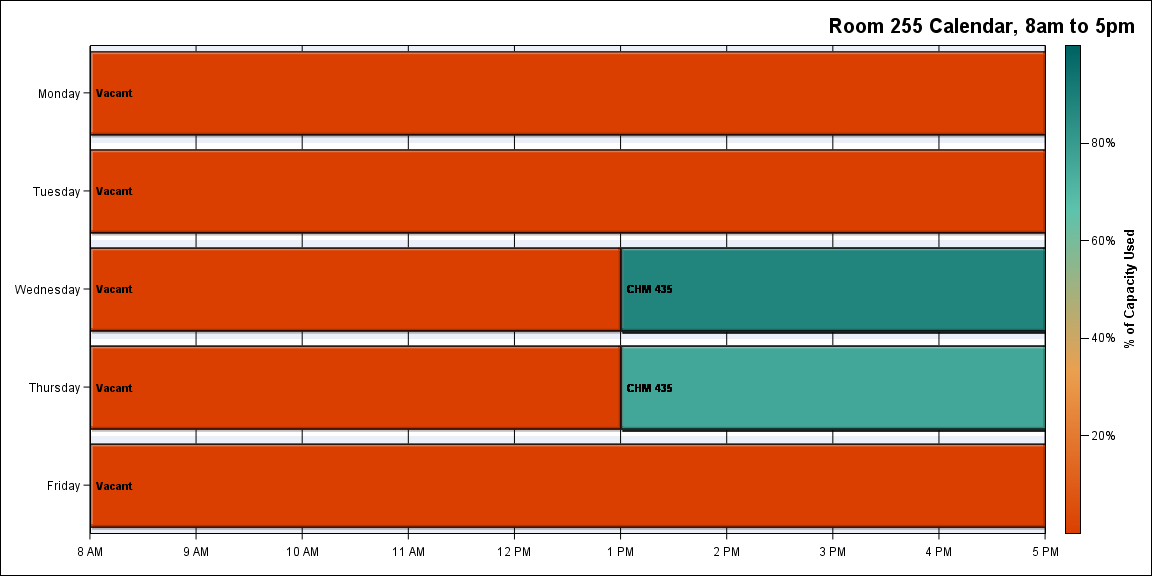 Room 255 Calendar, 8am to 5pm
Monday
Vacant
80%
Tuesday
Vacant
60%
% of Capacity Used
Wednesday
Vacant
CHM 435
40%
Thursday
Vacant
CHM 435
20%
Friday
Vacant
8 AM 9 AM 10 AM 11 AM 12 PM 1 PM 2 PM 3 PM 4 PM 5 PM